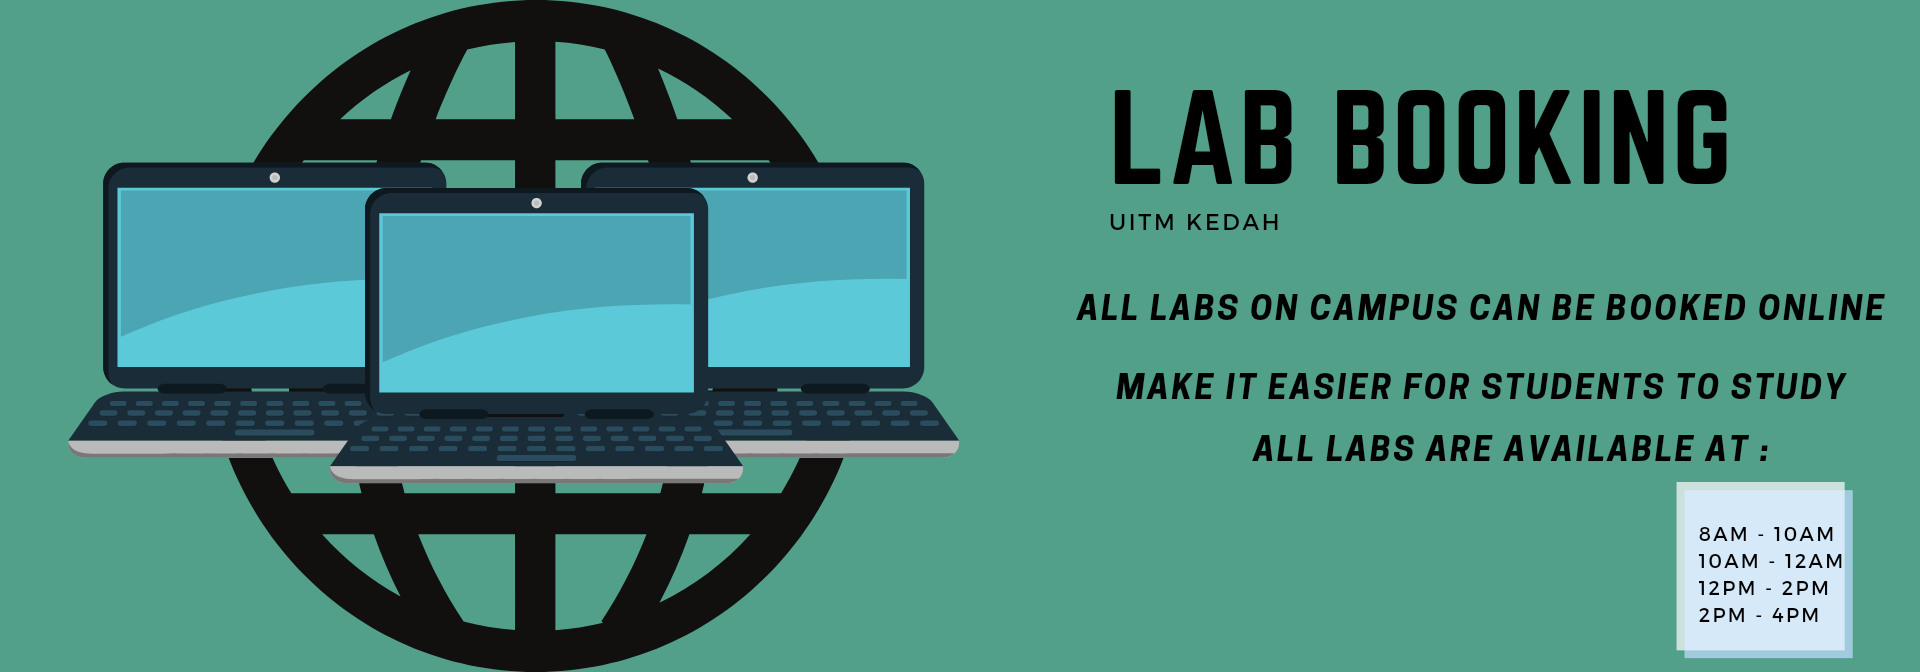 LAB BOOKING
UITM KEDAH
ALL LABS ON CAMPUS CAN BE BOOKED ONLINE
MAKE IT EASIER FOR STUDENTS TO STUDY
ALL LABS ARE AVAILABLE AT :
8AM - 10AM
10AM - 12AM
12PM - 2PM
2PM - 4PM